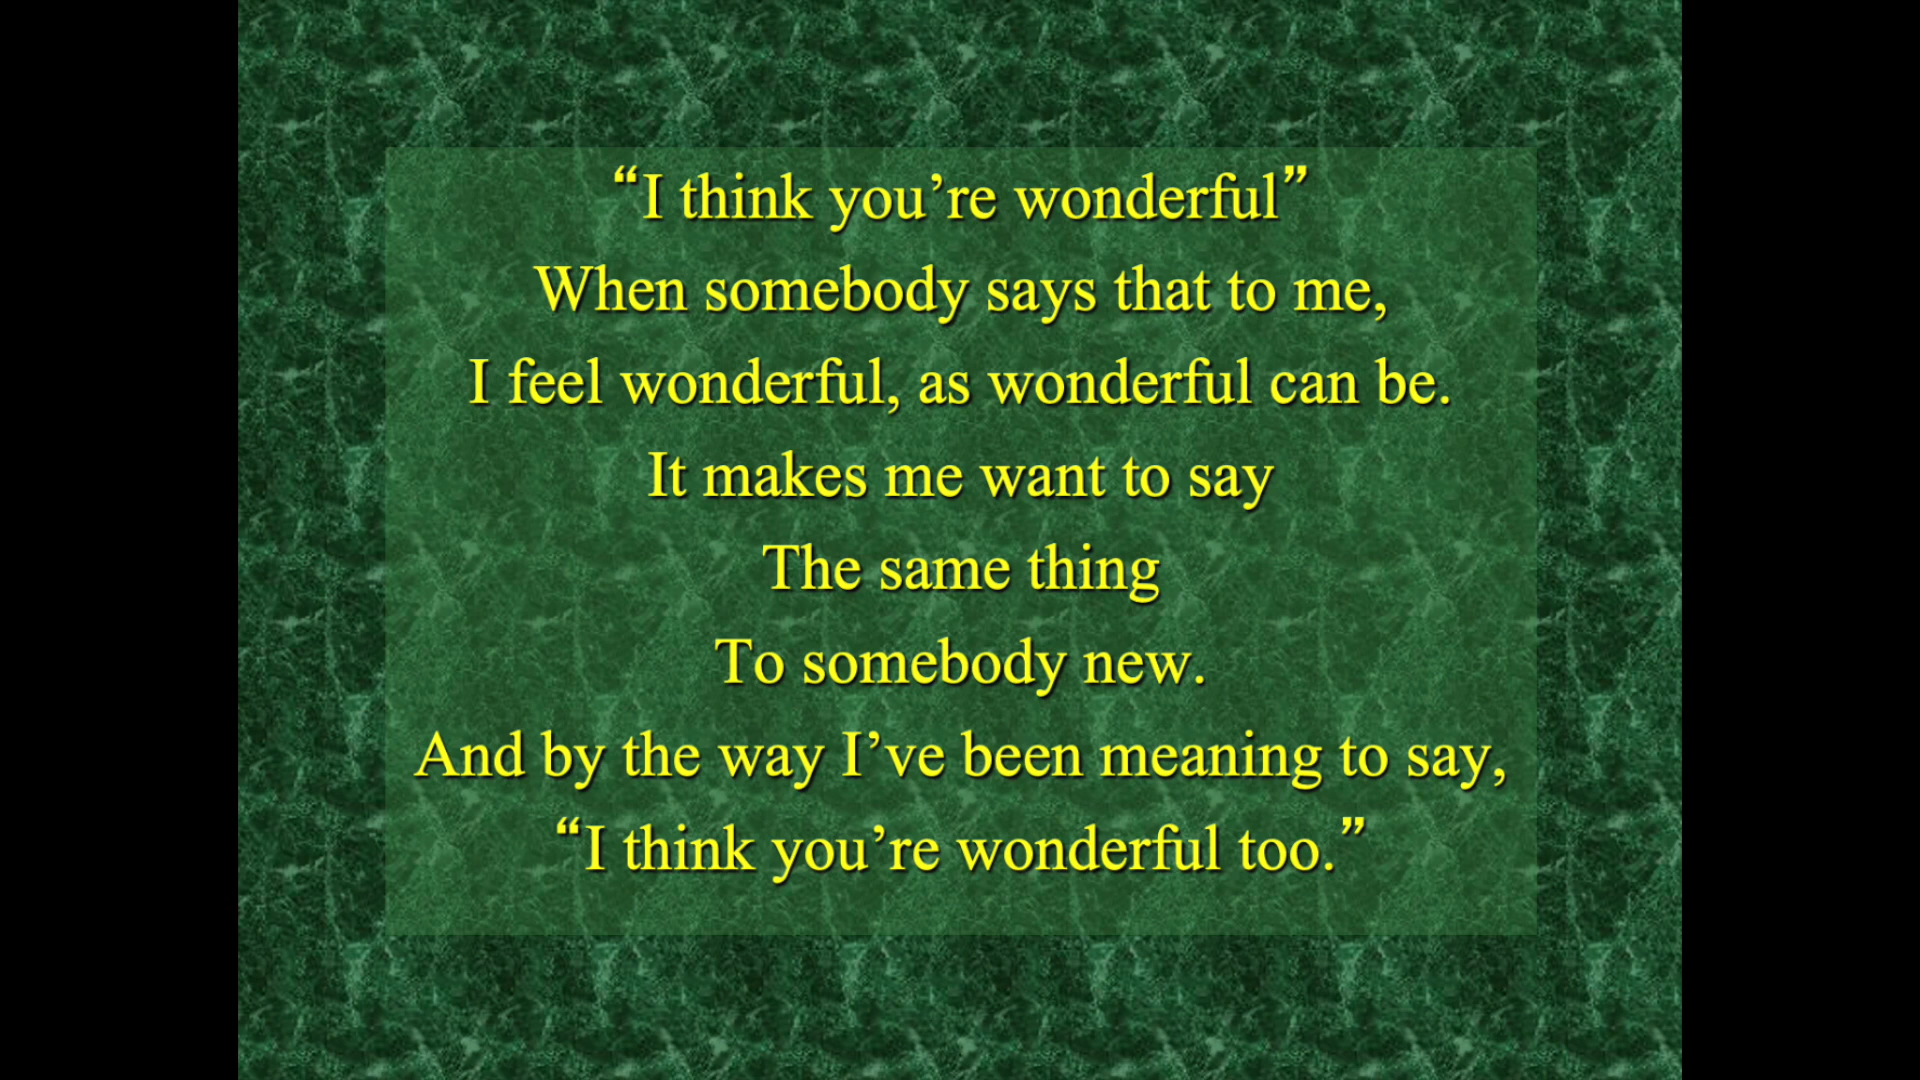 “I think you’re wonderful”
When somebody says that to me,
I feel wonderful, as wonderful can be.
It makes me want to say
The same thing
To somebody new.
And by the way I’ve been meaning to say,
“I think you’re wonderful too.”